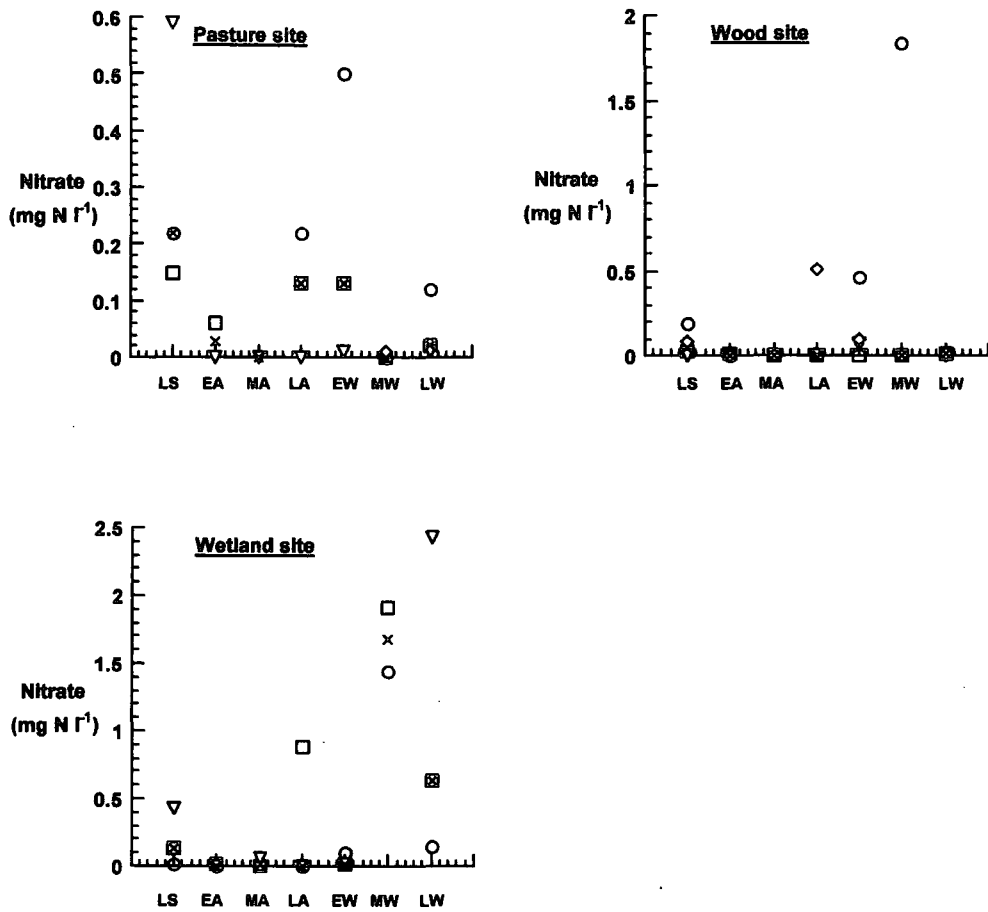 Pasture site
0.6
0.5
0.4
0.3
0.2
0.1
0
Nitrate
(mg N l⁻¹)
LS EA MA LA EW MW LW
Wood site
2
1.5
1
0.5
0
Nitrate
(mg N l⁻¹)
LS EA MA LA EW MW LW
Wetland site
2.5
2
1.5
1
0.5
0
Nitrate
(mg N l⁻¹)
LS EA MA LA EW MW LW